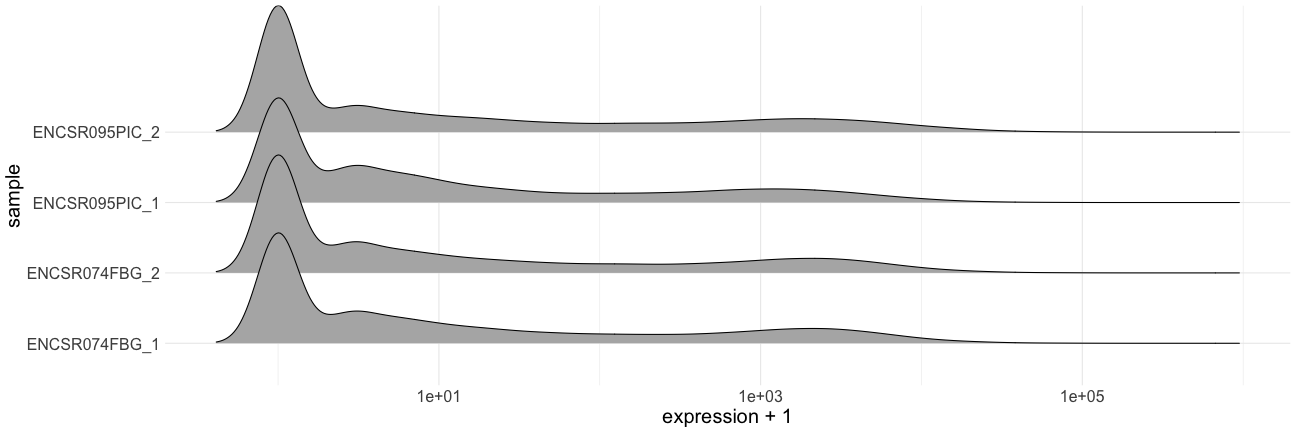 sample
ENCSR095PIC_2
ENCSR095PIC_1
ENCSR074FBG_2
ENCSR074FBG_1
1e+01 1e+03 1e+05
expression + 1